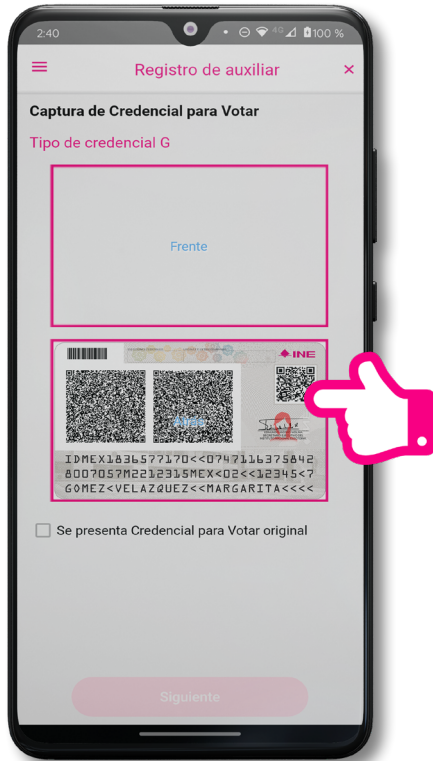 2:40
4G
100 %
Registro de auxiliar
×
Captura de Credencial para Votar
Tipo de credencial G
Frente
INE
IDMEX1836577170<<0747116375842
8007057M2212315MEX<02<<12345<7
GOMEZ<VELAZQUEZ<<MARGARITA<<<<
Se presenta Credencial para Votar original
Siguiente